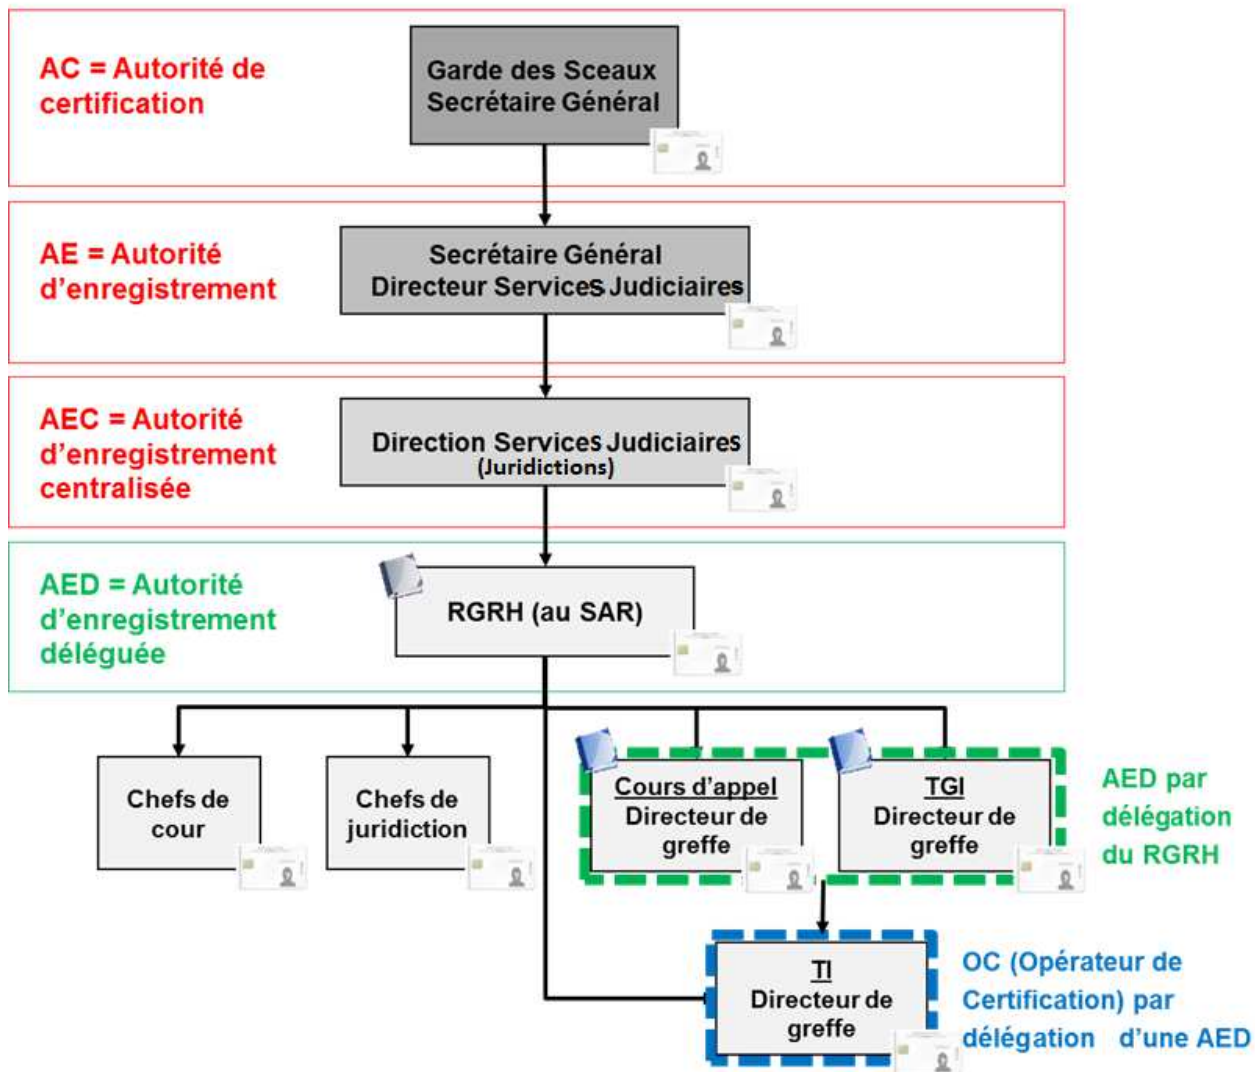 AC = Autorité de
certification
Garde des Sceaux
Secrétaire Général
AE = Autorité
d'enregistrement
Secrétaire Général
Directeur Services Judiciaires
AEC = Autorité
d'enregistrement
centralisée
Direction Services Judiciaires
(Juridictions)
AED = Autorité
d'enregistrement
déléguée
RGRH (au SAR)
Chefs de
cour
Chefs de
juridiction
Cours d'appel
Directeur de
greffe
TGI
Directeur de
greffe
AED par
délégation
du RGRH
TI
Directeur de
greffe
OC (Opérateur de
Certification) par
délégation d'une AED